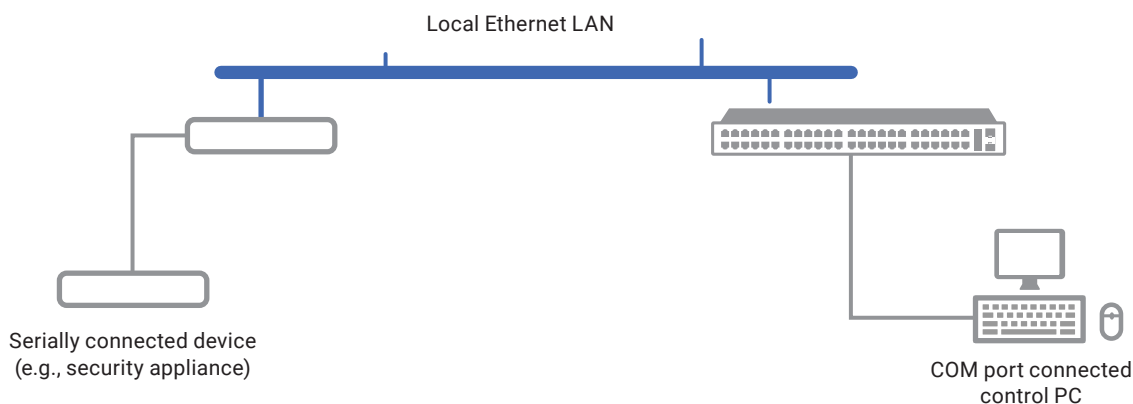 Local Ethernet LAN
Serially connected device
(e.g., security appliance)
COM port connected
control PC